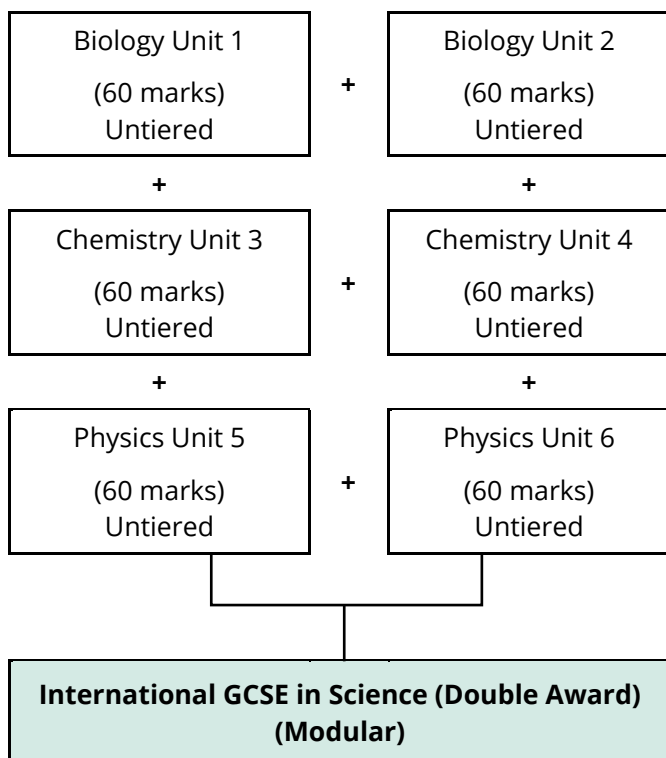 Biology Unit 1
(60 marks)
Untiered
+
Biology Unit 2
(60 marks)
Untiered
+
+
Chemistry Unit 3
(60 marks)
Untiered
+
Chemistry Unit 4
(60 marks)
Untiered
+
+
Physics Unit 5
(60 marks)
Untiered
+
Physics Unit 6
(60 marks)
Untiered
International GCSE in Science (Double Award)
(Modular)